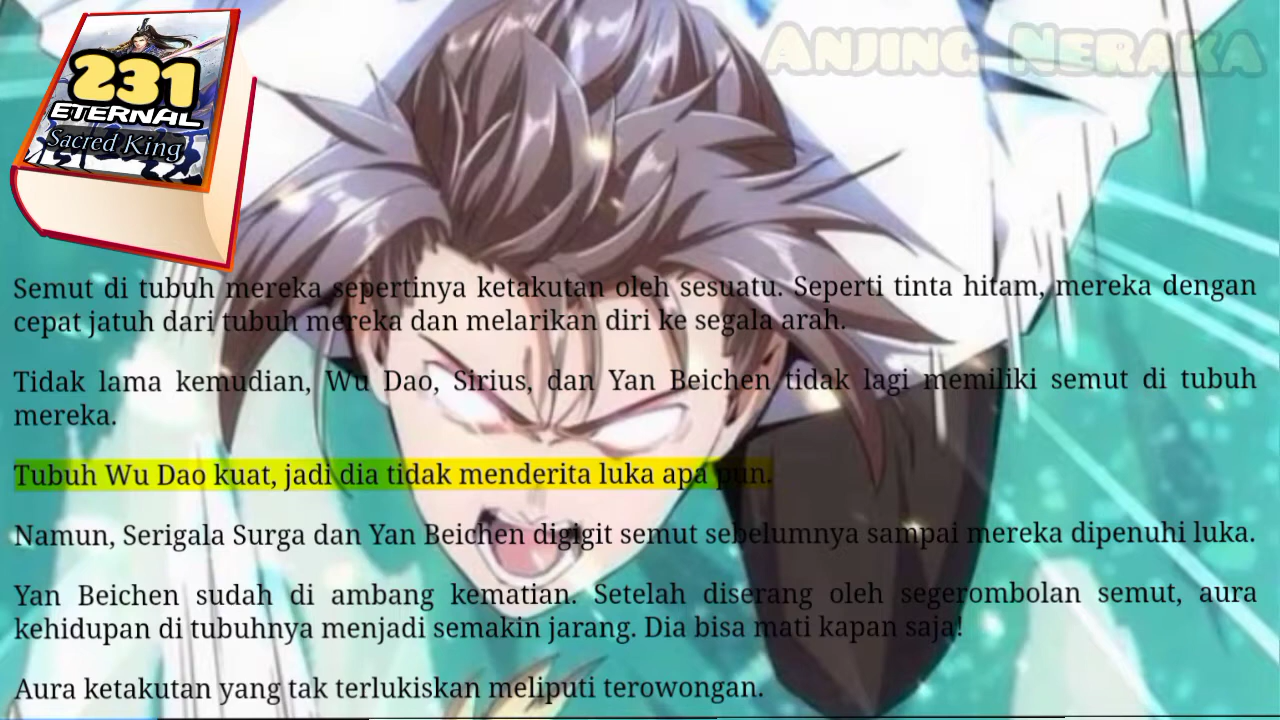 231
ETERNAL
Sacred King
ANJING NERAKA
Semut di tubuh mereka sepertinya ketakutan oleh sesuatu. Seperti tinta hitam, mereka dengan
cepat jatuh dari tubuh mereka dan melarikan diri ke segala arah.
Tidak lama kemudian, Wu Dao, Sirius, dan Yan Beichen tidak lagi memiliki semut di tubuh
mereka.
Tubuh Wu Dao kuat, jadi dia tidak menderita luka apa pun.
Namun, Serigala Surga dan Yan Beichen digigit semut sebelumnya sampai mereka dipenuhi luka.
Yan Beichen sudah di ambang kematian. Setelah diserang oleh segerombolan semut, aura
kehidupan di tubuhnya menjadi semakin jarang. Dia bisa mati kapan saja!
Aura ketakutan yang tak terlukiskan meliputi terowongan.